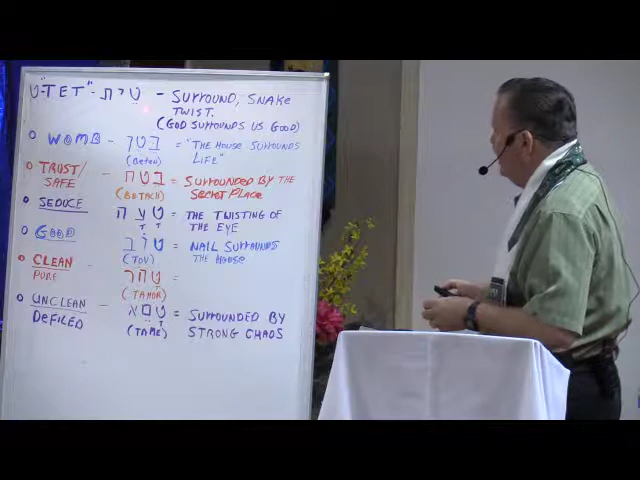 ט "TET" - טית - SURROUND, SNAKE
TWIST.
(GOD SURROUNDS US GOOD)
WOMB - בטן = "THE HOUSE SURROUNDS
(Beten) LIFE"
TRUST/ - בטח = SURROUNDED BY THE
SAFE (BETACH) SECRET PLACE
SEDUCE טעה = THE TWISTING OF
THE EYE
GOOD טוב = NAIL SURROUNDS
(TOV) THE HOUSE
CLEAN - טהר =
PURE (TAHOR)
UNCLEAN - טמא = SURROUNDED BY
DEFILED (TAME) STRONG CHAOS